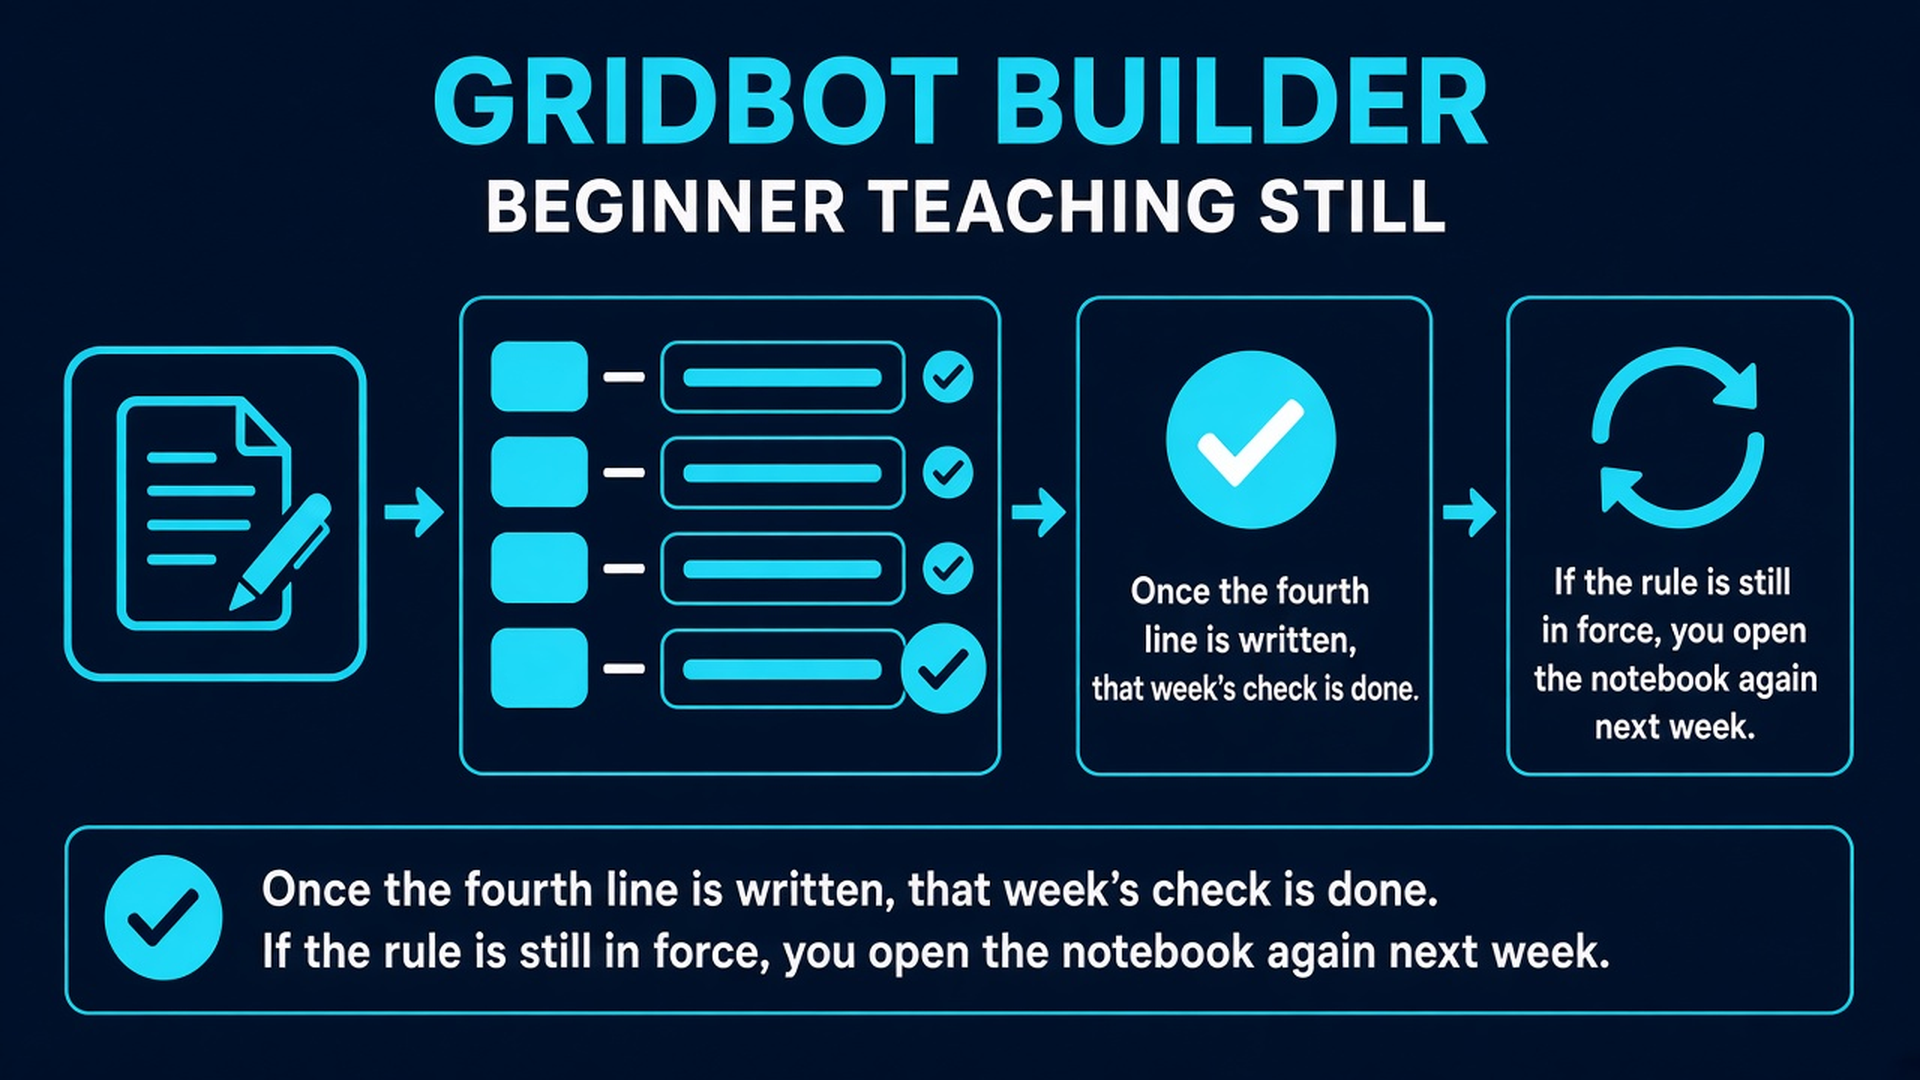 GRIDBOT BUILDER
BEGINNER TEACHING STILL
Once the fourth
line is written,
that week's check is done.
If the rule is still
in force, you open
the notebook again
next week.
Once the fourth line is written, that week's check is done.
If the rule is still in force, you open the notebook again next week.